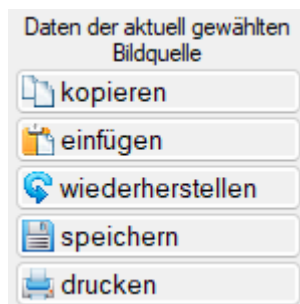 Daten der aktuell gewählten
Bildquelle
kopieren
einfügen
wiederherstellen
speichern
drucken